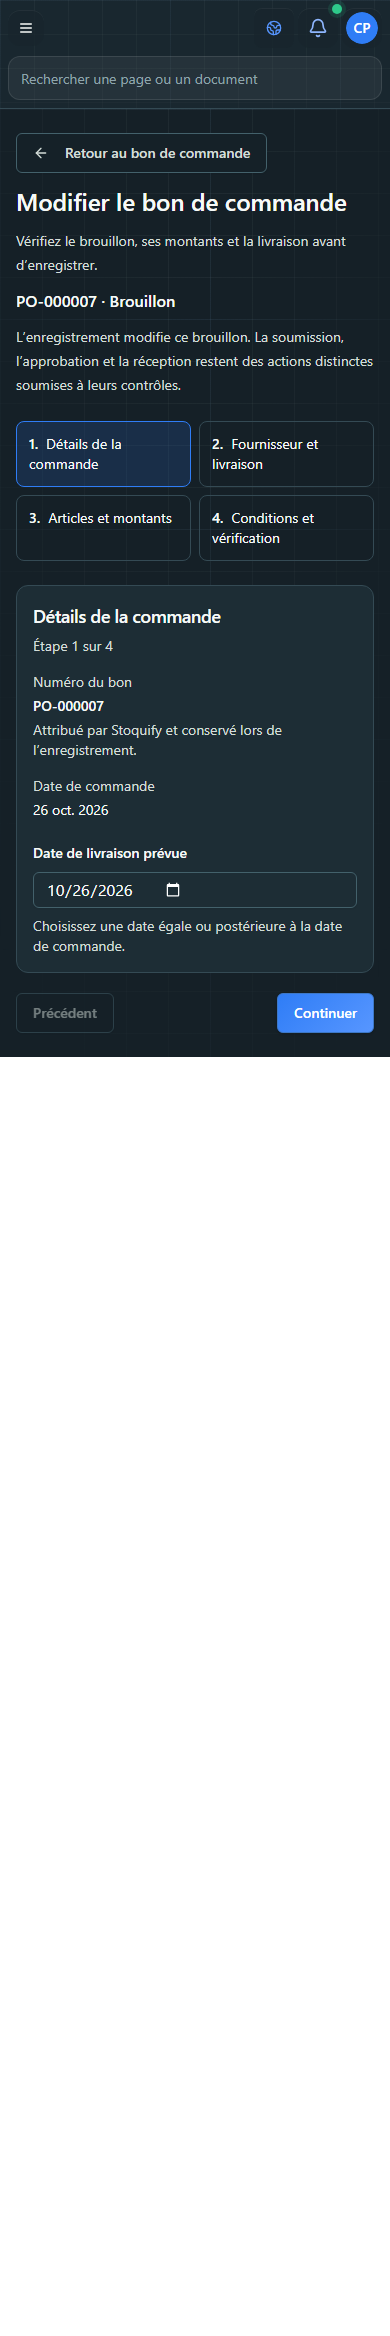 CP
Rechercher une page ou un document
Retour au bon de commande
Modifier le bon de commande
Vérifiez le brouillon, ses montants et la livraison avant
d’enregistrer.
PO-000007 · Brouillon
L’enregistrement modifie ce brouillon. La soumission,
l’approbation et la réception restent des actions distinctes
soumises à leurs contrôles.
1. Détails de la
commande
2. Fournisseur et
livraison
3. Articles et montants
4. Conditions et
vérification
Détails de la commande
Étape 1 sur 4
Numéro du bon
PO-000007
Attribué par Stoquify et conservé lors de
l’enregistrement.
Date de commande
26 oct. 2026
Date de livraison prévue
10/26/2026
Choisissez une date égale ou postérieure à la date
de commande.
Précédent
Continuer